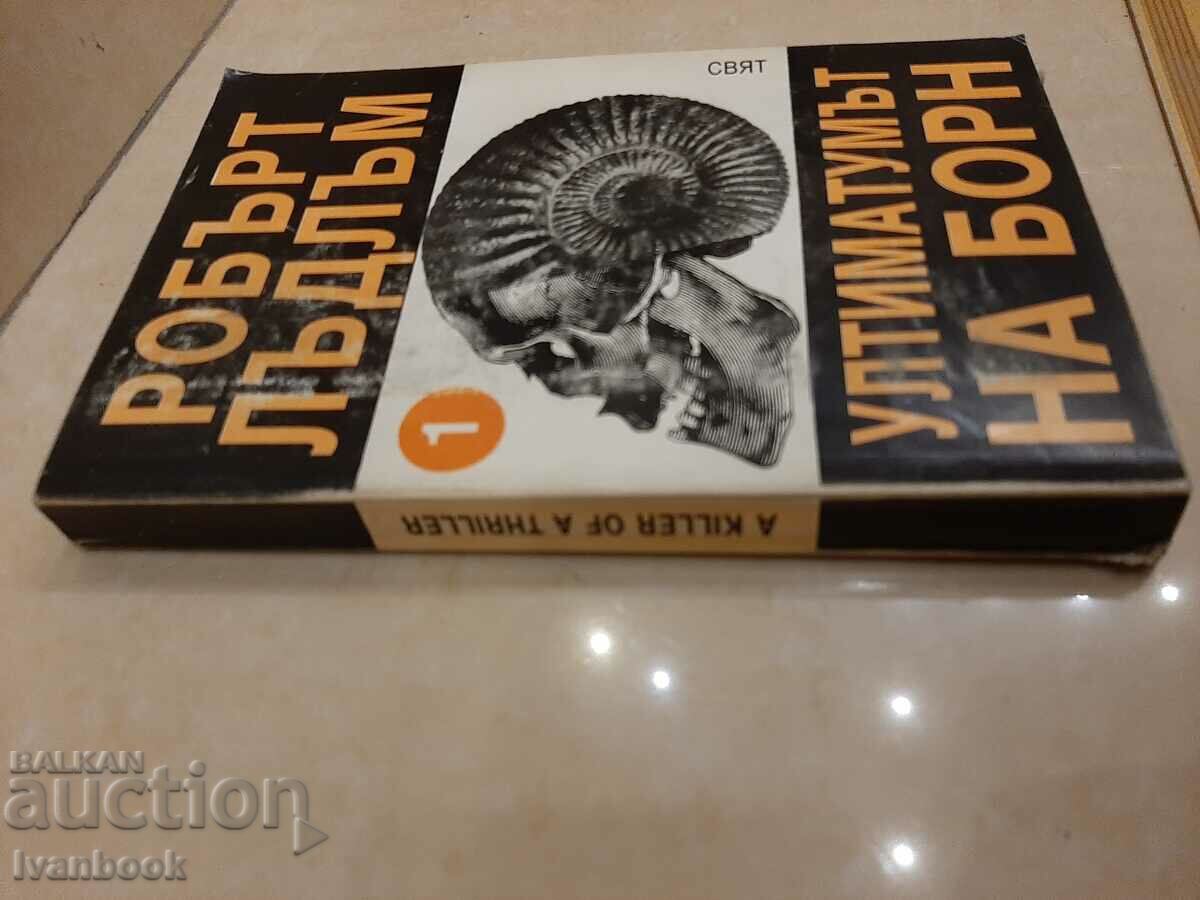 РОБЪРТ
ЛЪДЛЪМ
1
СВЯТ
УЛТИМАТУМЪТ
НА БОРН
A KILLER OF A THRILLER
BALKAN
auction
Ivanbook